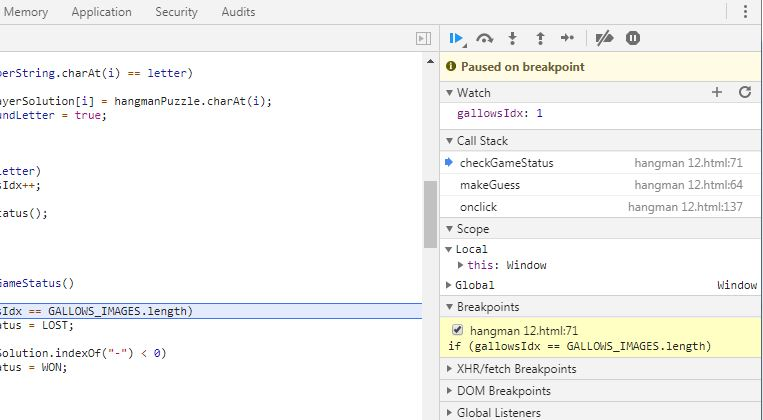 Memory Application Security Audits
Paused on breakpoint
perString.charAt(i) == letter)
ayerSolution[i] = hangmanPuzzle.charAt(i);
undLetter = true;
etter)
sIdx++;
tatus();
GameStatus()
sIdx == GALLOWS_IMAGES.length)
atus = LOST;
Solution.indexOf("-") < 0)
atus = WON;
Watch
gallowsIdx: 1
Call Stack
checkGameStatus hangman 12.html:71
makeGuess hangman 12.html:64
onclick hangman 12.html:137
Scope
Local
this: Window
Global Window
Breakpoints
hangman 12.html:71
if (gallowsIdx == GALLOWS_IMAGES.length)
XHR/fetch Breakpoints
DOM Breakpoints
Global Listeners